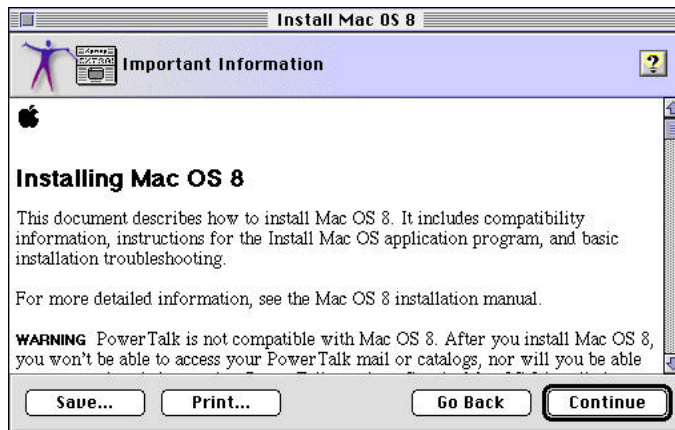 Install Mac OS 8
Important Information
Installing Mac OS 8
This document describes how to install Mac OS 8. It includes compatibility
information, instructions for the Install Mac OS application program, and basic
installation troubleshooting.
For more detailed information, see the Mac OS 8 installation manual.
WARNING PowerTalk is not compatible with Mac OS 8. After you install Mac OS 8,
you won't be able to access your PowerTalk mail or catalogs, nor will you be able
Save...
Print...
Go Back
Continue